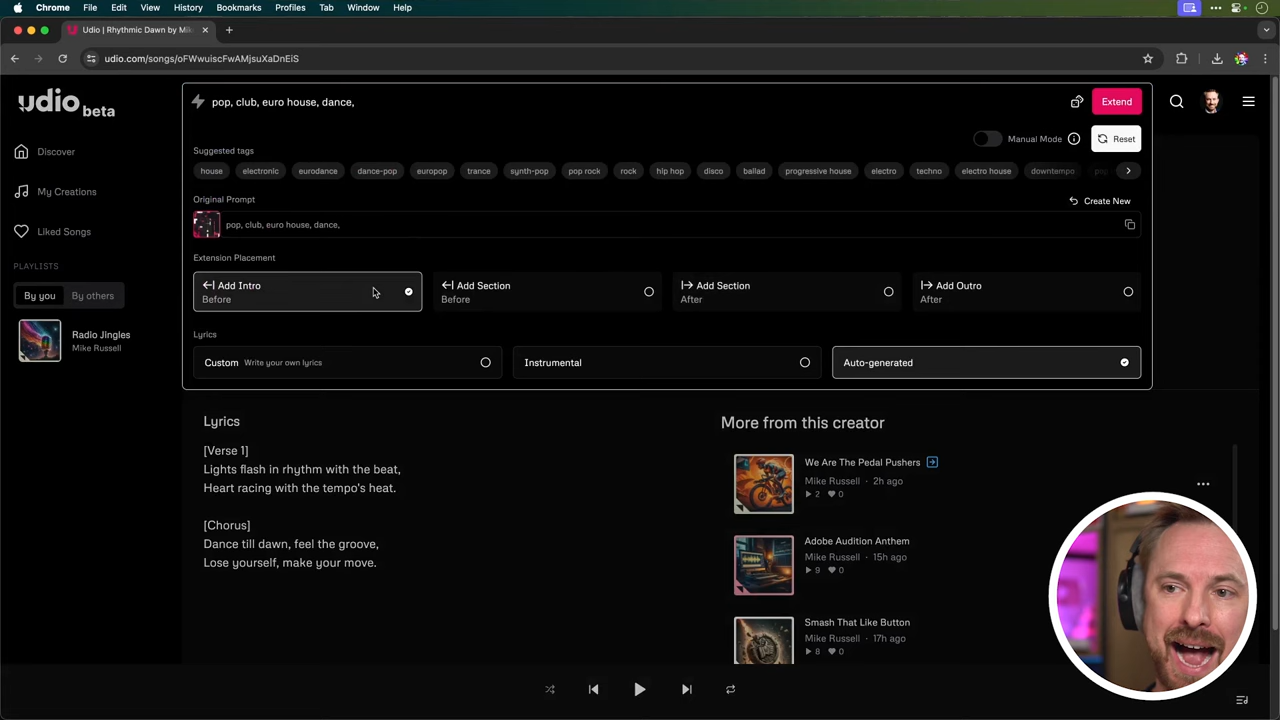 Chrome File Edit View History Bookmarks Profiles Tab Window Help
Udio | Rhythmic Dawn by Mik
udio.com/songs/oFWwuiscFwAMjsuXaDnEiS
udio beta
pop, club, euro house, dance,
Extend
Discover
Manual Mode
Reset
Suggested tags
house electronic eurodance dance-pop europop trance synth-pop pop rock rock hip hop disco ballad progressive house electro techno electro house downtempo
My Creations
Original Prompt
Create New
pop, club, euro house, dance,
Liked Songs
Extension Placement
PLAYLISTS
By you By others
Add Intro
Before
Add Section
Before
Add Section
After
Add Outro
After
Radio Jingles
Mike Russell
Lyrics
Custom Write your own lyrics
Instrumental
Auto-generated
Lyrics
[Verse 1]
Lights flash in rhythm with the beat,
Heart racing with the tempo's heat.
[Chorus]
Dance till dawn, feel the groove,
Lose yourself, make your move.
More from this creator
We Are The Pedal Pushers
Mike Russell · 2h ago
2 0
Adobe Audition Anthem
Mike Russell · 15h ago
9 0
Smash That Like Button
Mike Russell · 17h ago
8 0